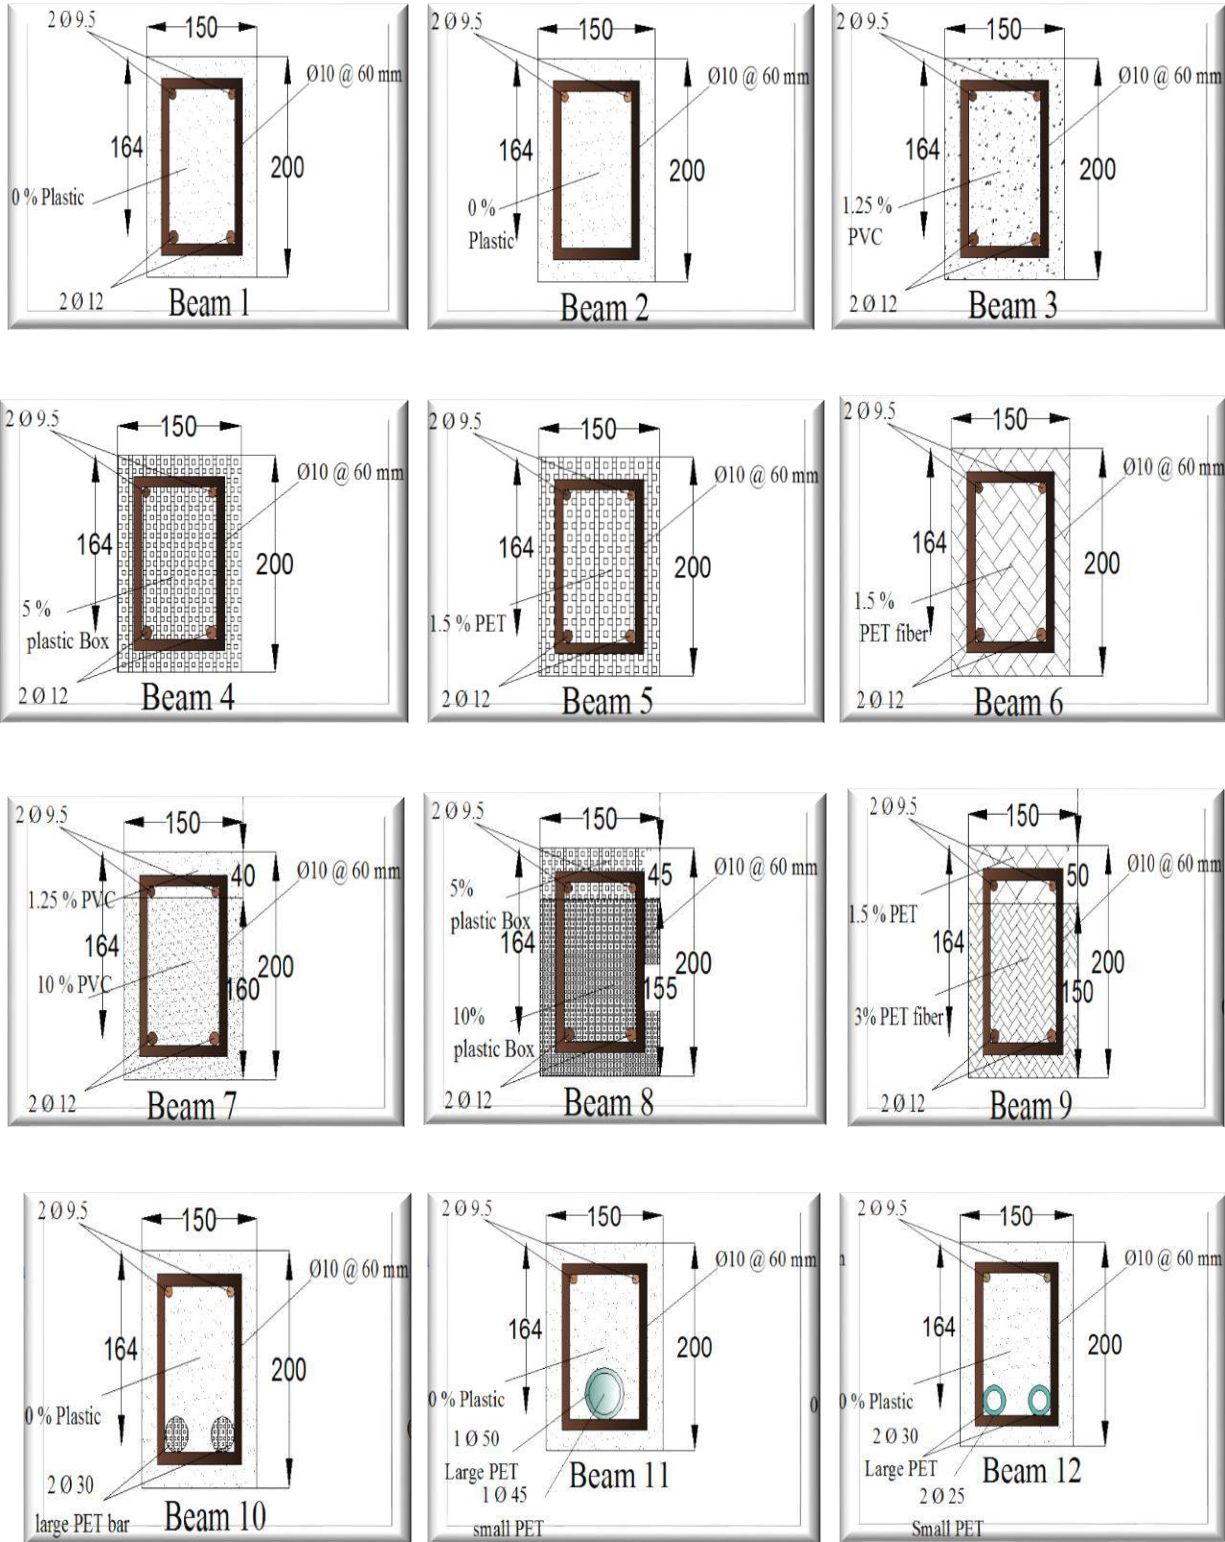 2 Ø 9.5
150
Ø10 @ 60 mm
164
200
0 % Plastic
2 Ø 12
Beam 1
2 Ø 9.5
150
Ø10 @ 60 mm
164
200
0 %
Plastic
Beam 2
2 Ø 9.5
150
Ø10 @ 60 mm
164
200
1.25 %
PVC
2 Ø 12
Beam 3
2 Ø 9.5
150
Ø10 @ 60 mm
164
200
5 %
plastic Box
2 Ø 12
Beam 4
2 Ø 9.5
150
Ø10 @ 60 mm
164
200
1.5 % PET
2 Ø 12
Beam 5
2 Ø 9.5
150
Ø10 @ 60 mm
164
200
1.5 %
PET fiber
2 Ø 12
Beam 6
2 Ø 9.5
150
40
Ø10 @ 60 mm
1.25 % PVC
164
200
10 % PVC
160
2 Ø 12
Beam 7
2 Ø 9.5
150
45
Ø10 @ 60 mm
5%
plastic Box
164
200
155
10%
plastic Box
2 Ø 12
Beam 8
2 Ø 9.5
150
50
Ø10 @ 60 mm
1.5 % PET
164
200
150
3% PET fiber
2 Ø 12
Beam 9
2 Ø 9.5
150
Ø10 @ 60 mm
164
200
0 % Plastic
2 Ø 30
large PET bar
Beam 10
2 Ø 9.5
150
Ø10 @ 60 mm
164
200
0 % Plastic
1 Ø 50
Large PET
1 Ø 45
small PET
Beam 11
2 Ø 9.5
150
Ø10 @ 60 mm
164
200
0 % Plastic
2 Ø 30
Large PET
2 Ø 25
Small PET
Beam 12